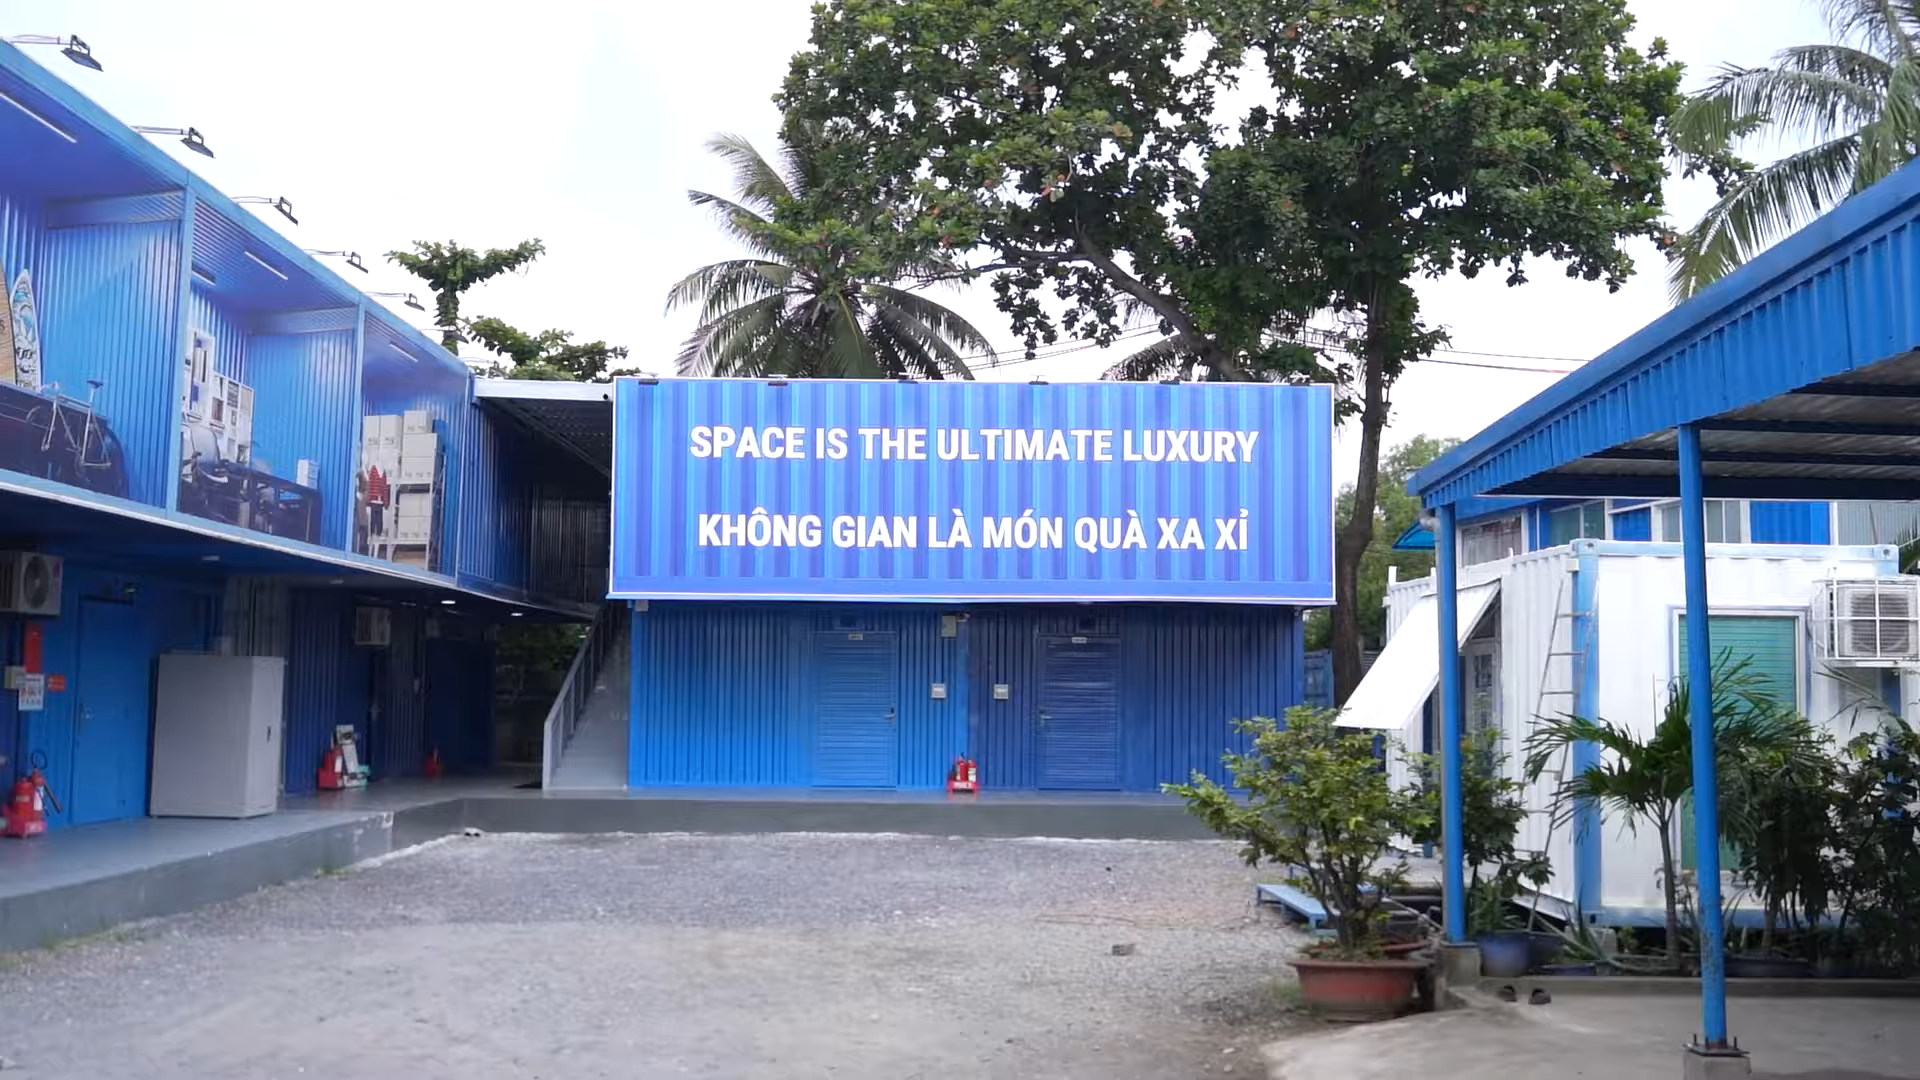 SPACE IS THE ULTIMATE LUXURY
KHÔNG GIAN LÀ MÓN QUÀ XA XỈ